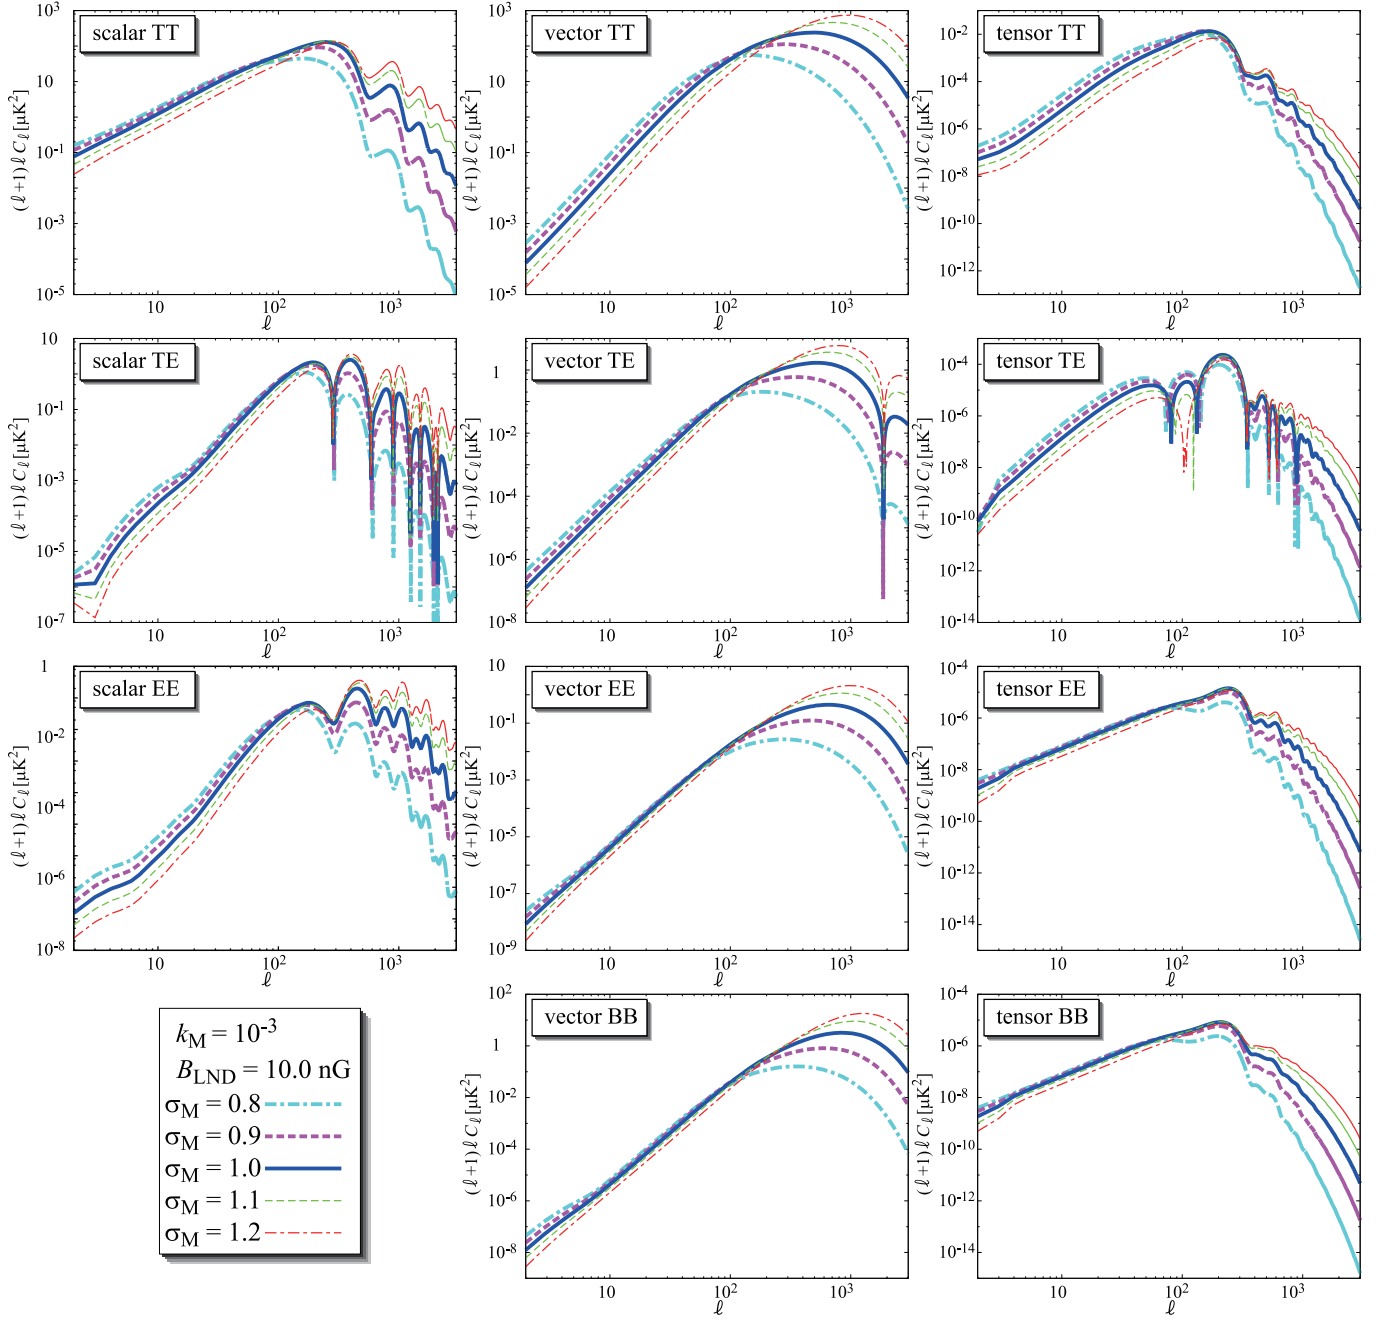 scalar TT
vector TT
tensor TT
10³
10
10⁻¹
10⁻³
10⁻⁵
(ℓ+1) ℓ C_ℓ [μK²]
10
10²
10³
ℓ
10³
10
10⁻¹
10⁻³
10⁻⁵
(ℓ+1) ℓ C_ℓ [μK²]
10
10²
10³
ℓ
10⁻²
10⁻⁴
10⁻⁶
10⁻⁸
10⁻¹⁰
10⁻¹²
(ℓ+1) ℓ C_ℓ [μK²]
10
10²
10³
ℓ
scalar TE
vector TE
tensor TE
10
10⁻¹
10⁻³
10⁻⁵
10⁻⁷
(ℓ+1) ℓ C_ℓ [μK²]
10
10²
10³
ℓ
1
10⁻²
10⁻⁴
10⁻⁶
10⁻⁸
(ℓ+1) ℓ C_ℓ [μK²]
10
10²
10³
ℓ
10⁻⁴
10⁻⁶
10⁻⁸
10⁻¹⁰
10⁻¹²
10⁻¹⁴
(ℓ+1) ℓ C_ℓ [μK²]
10
10²
10³
ℓ
scalar EE
vector EE
tensor EE
1
10⁻²
10⁻⁴
10⁻⁶
10⁻⁸
(ℓ+1) ℓ C_ℓ [μK²]
10
10²
10³
ℓ
10
10⁻¹
10⁻³
10⁻⁵
10⁻⁷
10⁻⁹
(ℓ+1) ℓ C_ℓ [μK²]
10
10²
10³
ℓ
10⁻⁴
10⁻⁶
10⁻⁸
10⁻¹⁰
10⁻¹²
10⁻¹⁴
(ℓ+1) ℓ C_ℓ [μK²]
10
10²
10³
ℓ
k_M = 10⁻³
B_LND = 10.0 nG
σ_M = 0.8
σ_M = 0.9
σ_M = 1.0
σ_M = 1.1
σ_M = 1.2
vector BB
tensor BB
10²
1
10⁻²
10⁻⁴
10⁻⁶
10⁻⁸
(ℓ+1) ℓ C_ℓ [μK²]
10
10²
10³
ℓ
10⁻⁴
10⁻⁶
10⁻⁸
10⁻¹⁰
10⁻¹²
10⁻¹⁴
(ℓ+1) ℓ C_ℓ [μK²]
10
10²
10³
ℓ